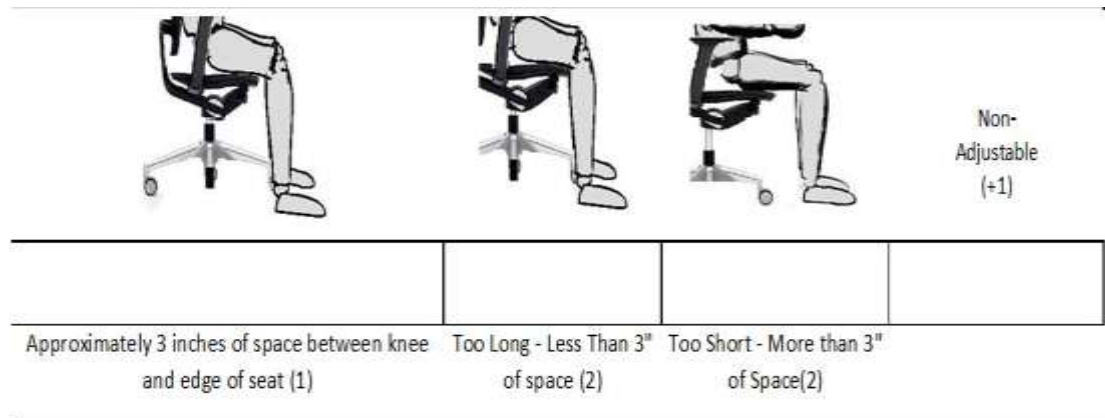 Non-
Adjustable
(+1)
Approximately 3 inches of space between knee
and edge of seat (1)
Too Long - Less Than 3"
of space (2)
Too Short - More than 3"
of Space(2)